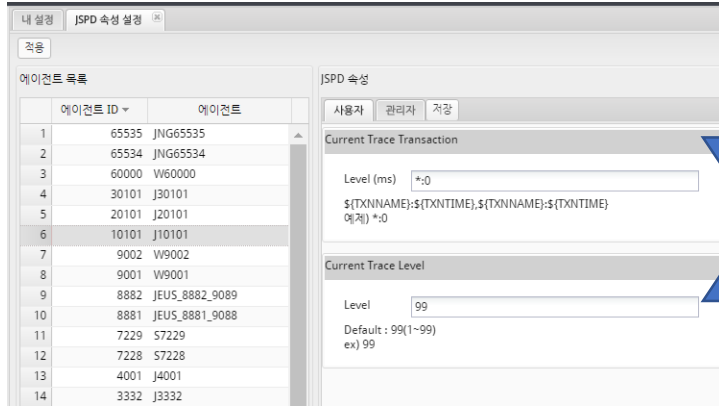 내 설정 JSPD 속성 설정
적용
에이전트 목록
에이전트 ID 에이전트
1 65535 JNG65535
2 65534 JNG65534
3 60000 W60000
4 30101 J30101
5 20101 J20101
6 10101 J10101
7 9002 W9002
8 9001 W9001
9 8882 JEUS_8882_9089
10 8881 JEUS_8881_9088
11 7229 S7229
12 7228 S7228
13 4001 J4001
14 3332 J3332
JSPD 속성
사용자 관리자 저장
Current Trace Transaction
Level (ms) *:0
${TXNNAME}:${TXNTIME},${TXNNAME}:${TXNTIME}
예제) *:0
Current Trace Level
Level 99
Default : 99(1~99)
ex) 99